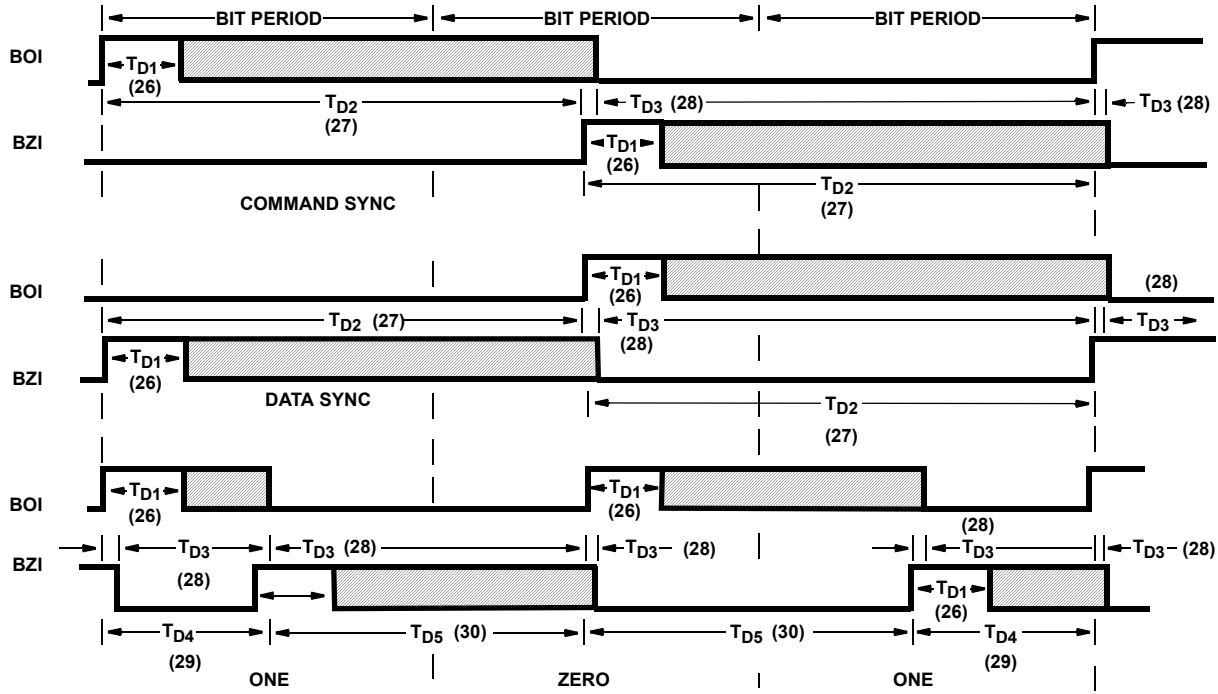 BIT PERIOD BIT PERIOD BIT PERIOD
BOI
TD1
(26)
TD2
(27)
TD3 (28)
TD3 (28)
BZI
TD1
(26)
TD2
(27)
COMMAND SYNC
BOI
TD1
(26)
(28)
TD2 (27)
TD3
(28)
TD3
BZI
TD1
(26)
DATA SYNC
TD2
(27)
BOI
TD1
(26)
TD1
(26)
(28)
BZI
TD3
(28)
TD3 (28)
TD3 (28)
TD3
TD3 (28)
TD1
(26)
TD4
(29)
TD5 (30)
TD5 (30)
TD4
(29)
ONE ZERO ONE